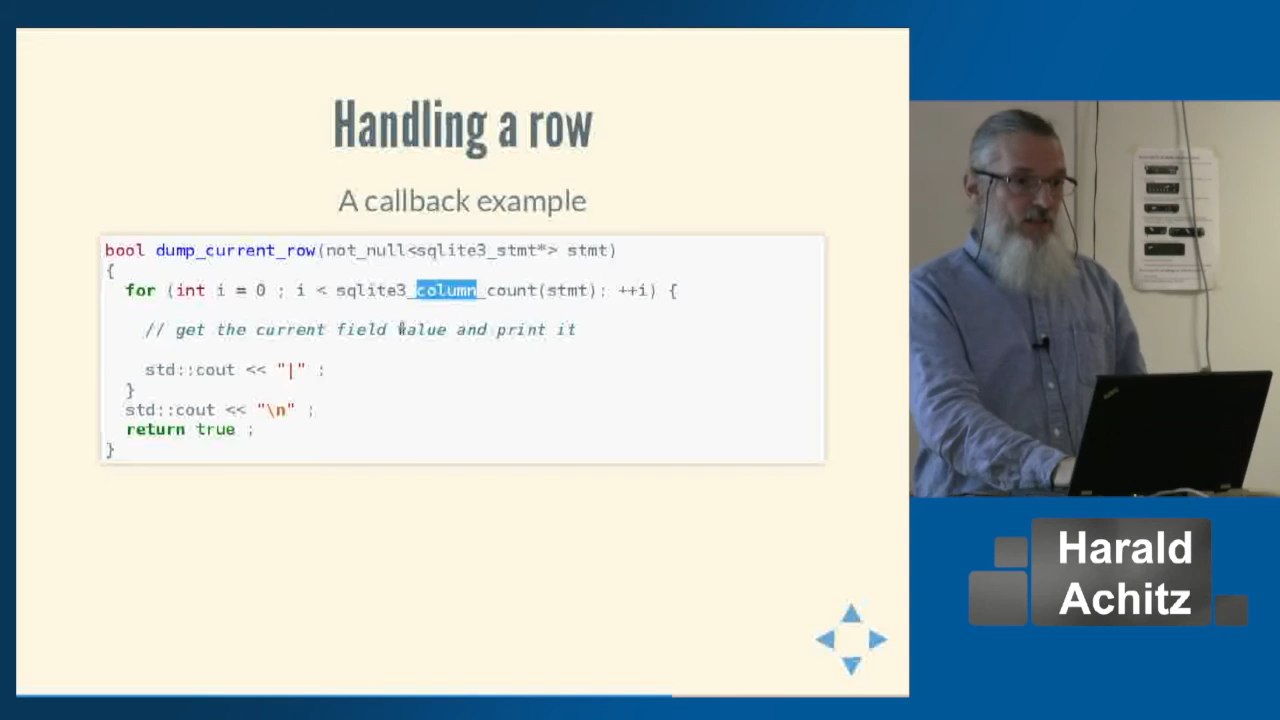 Handling a row
A callback example
bool dump_current_row(not_null<sqlite3_stmt*> stmt)
{
for (int i = 0 ; i < sqlite3_column_count(stmt); ++i) {
// get the current field value and print it
std::cout << "|" ;
}
std::cout << "\n" ;
return true ;
}
Harald
Achitz